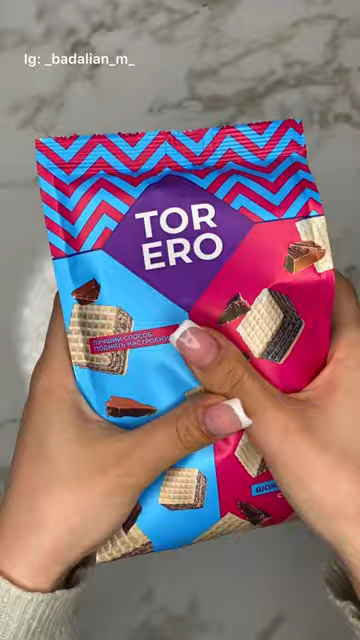 Ig: _badalian_m_
TOR
ERO
ЛУЧШИЙ СПОСОБ
ПОДНЯТЬ НАСТРОЕНИ
ШОК